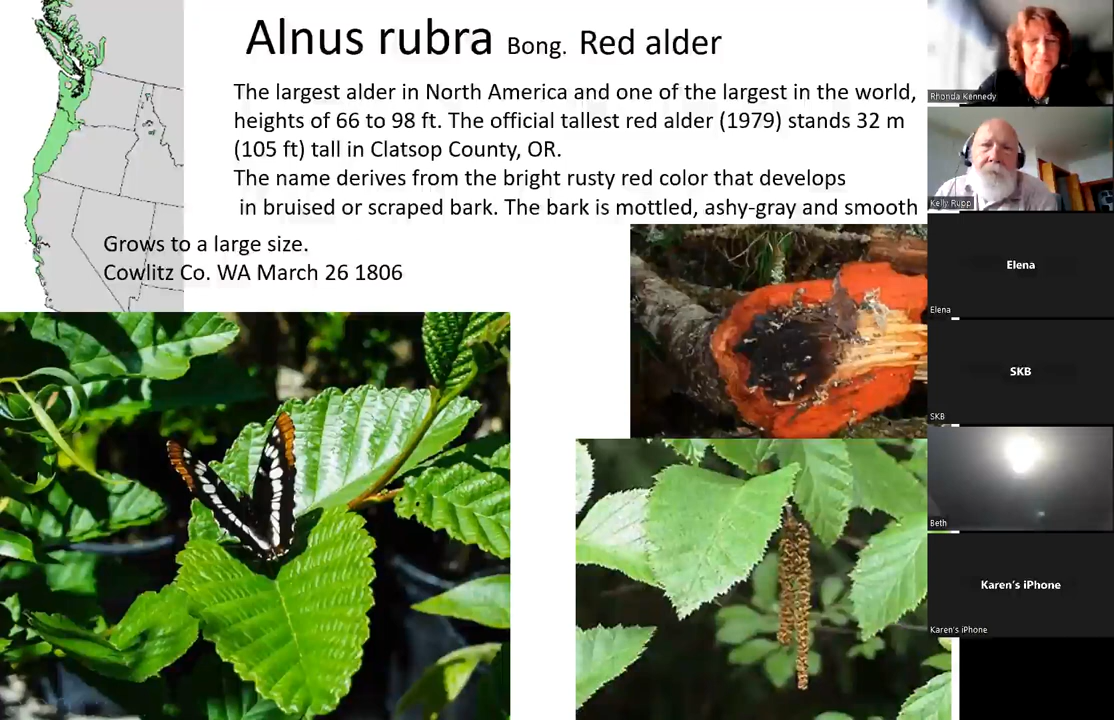 Alnus rubra Bong. Red alder
The largest alder in North America and one of the largest in the world,
heights of 66 to 98 ft. The official tallest red alder (1979) stands 32 m
(105 ft) tall in Clatsop County, OR.
The name derives from the bright rusty red color that develops
in bruised or scraped bark. The bark is mottled, ashy-gray and smooth
Grows to a large size.
Cowlitz Co. WA March 26 1806
Rhonda Kennedy
Kelly Rupp
Elena
Elena
SKB
SKB
Beth
Karen's iPhone
Karen's iPhone